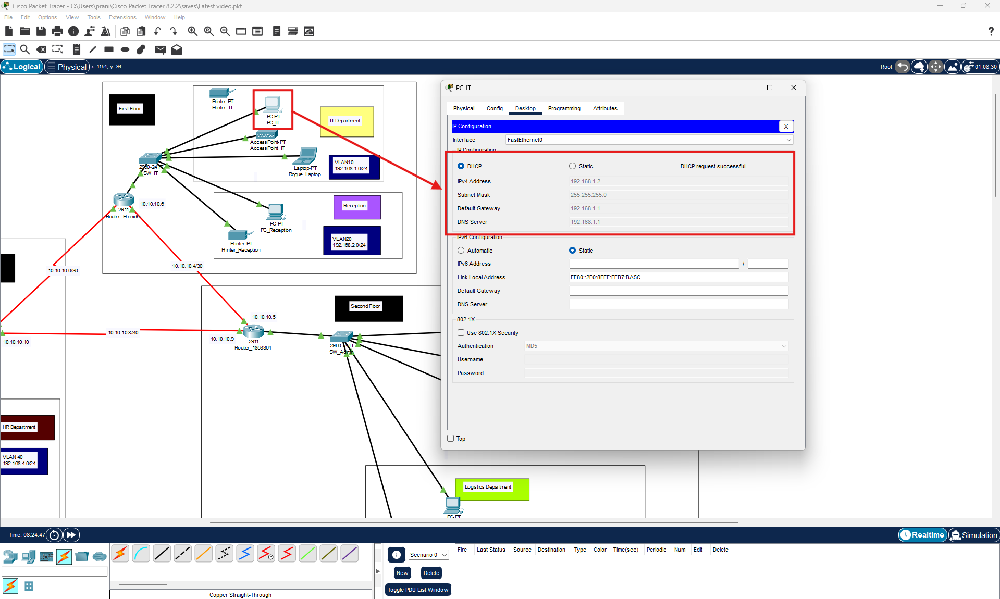 Cisco Packet Tracer - C:\Users\prani\Cisco Packet Tracer 8.2.2\saves\Latest video.pkt
File Edit Options View Tools Extensions Window Help
Logical Physical x: 1154, y: 94 Root 01:08:30
First Floor
Printer-PT
Printer_IT
PC-PT
PC_IT
IT Department
AccessPoint-PT
AccessPoint_IT
VLAN10
192.168.1.0/24
Laptop-PT
Rogue_Laptop
2960-24TT
SW_IT
10.10.10.6
2911
Router_Pranidhi
Reception
PC-PT
PC_Reception
VLAN20
192.168.2.0/24
Printer-PT
Printer_Reception
10.10.10.4/30
10.10.10.0/30
Second Floor
10.10.10.5
10.10.10.8/30
10.10.10.9
10.10.10.10
2911
Router_1853364
2960-24TT
SW_Admin
HR Department
VLAN 40
192.168.4.0/24
Logistics Department
PC-PT
PC_IT
Physical Config Desktop Programming Attributes
IP Configuration X
Interface FastEthernet0
IP Configuration
DHCP Static DHCP request successful.
IPv4 Address 192.168.1.2
Subnet Mask 255.255.255.0
Default Gateway 192.168.1.1
DNS Server 192.168.1.1
IPv6 Configuration
Automatic Static
IPv6 Address /
Link Local Address FE80::2E0:8FFF:FEB7:BA5C
Default Gateway
DNS Server
802.1X
Use 802.1X Security
Authentication MD5
Username
Password
Top
Time: 08:24:47 Realtime Simulation
Scenario 0
New Delete
Toggle PDU List Window
Fire Last Status Source Destination Type Color Time(sec) Periodic Num Edit Delete
Copper Straight-Through